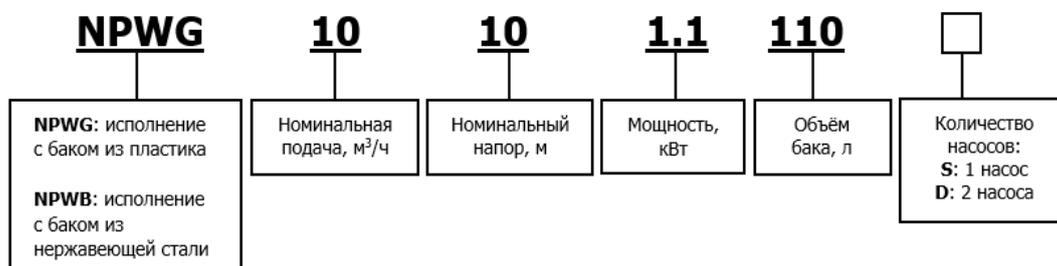 NPWG 10 10 1.1 110
NPWG: исполнение
с баком из пластика
NPWB: исполнение
с баком из
нержавеющей стали
Номинальная
подача, м³/ч
Номинальный
напор, м
Мощность,
кВт
Объём
бака, л
Количество
насосов:
S: 1 насос
D: 2 насоса